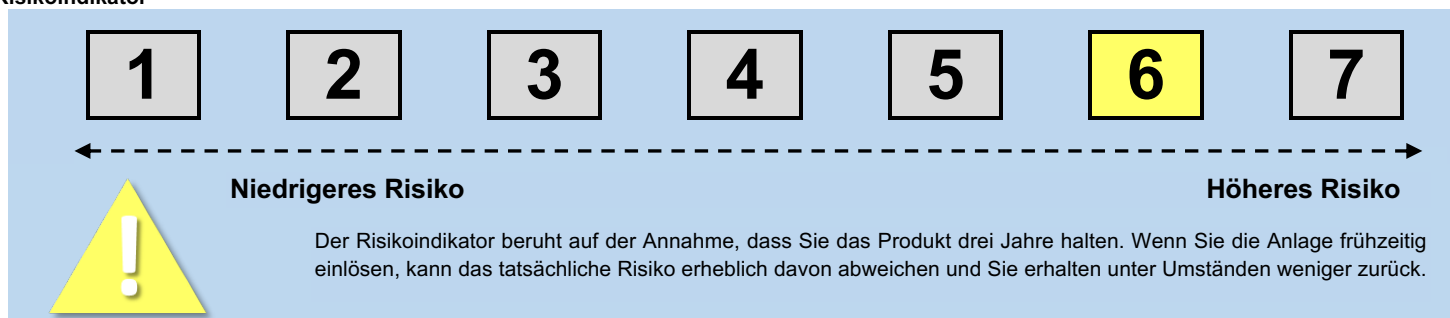 Risikoindikator
1 2 3 4 5 6 7
Niedrigeres Risiko Höheres Risiko
Der Risikoindikator beruht auf der Annahme, dass Sie das Produkt drei Jahre halten. Wenn Sie die Anlage frühzeitig
einlösen, kann das tatsächliche Risiko erheblich davon abweichen und Sie erhalten unter Umständen weniger zurück.